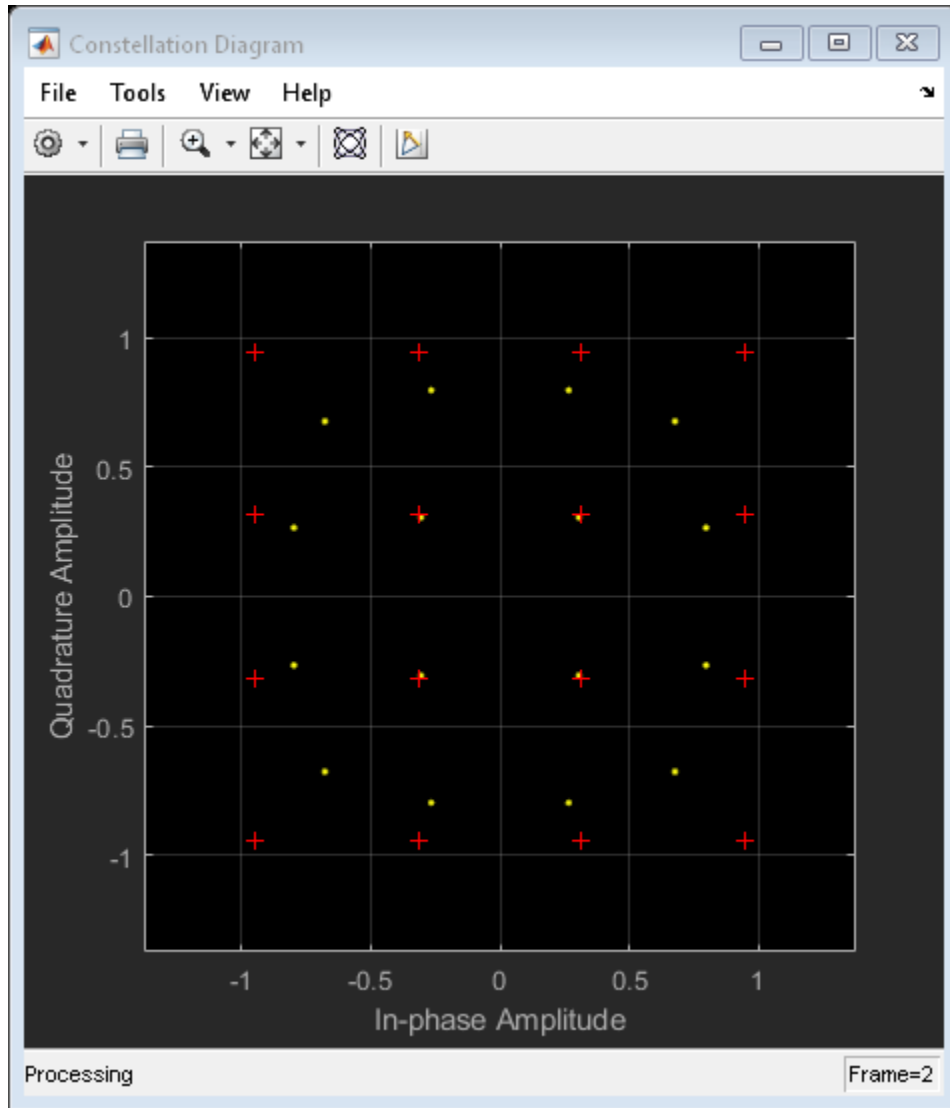 Constellation Diagram
File Tools View Help
1
0.5
0
-0.5
-1
Quadrature Amplitude
-1 -0.5 0 0.5 1
In-phase Amplitude
Processing Frame=2